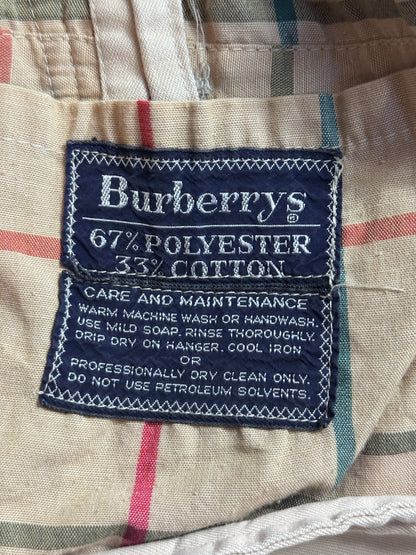 Burberrys®
67% POLYESTER
33% COTTON
CARE AND MAINTENANCE
WARM MACHINE WASH OR HANDWASH.
USE MILD SOAP. RINSE THOROUGHLY.
DRIP DRY ON HANGER. COOL IRON
OR
PROFESSIONALLY DRY CLEAN ONLY.
DO NOT USE PETROLEUM SOLVENTS.